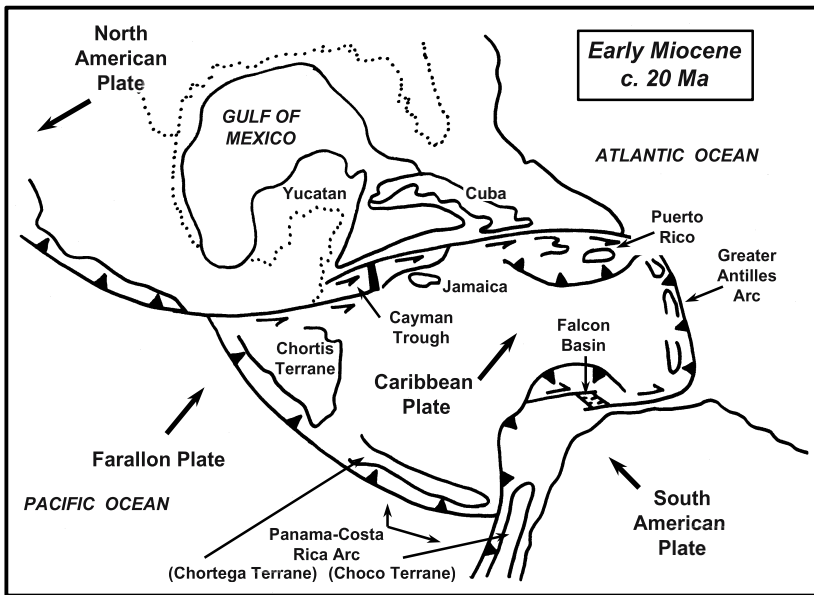 North
American
Plate
Early Miocene
c. 20 Ma
GULF OF
MEXICO
ATLANTIC OCEAN
Yucatan
Cuba
Puerto
Rico
Greater
Antilles
Arc
Jamaica
Cayman
Trough
Falcon
Basin
Chortis
Terrane
Caribbean
Plate
Farallon Plate
PACIFIC OCEAN
South
American
Plate
Panama-Costa
Rica Arc
(Chortega Terrane) (Choco Terrane)